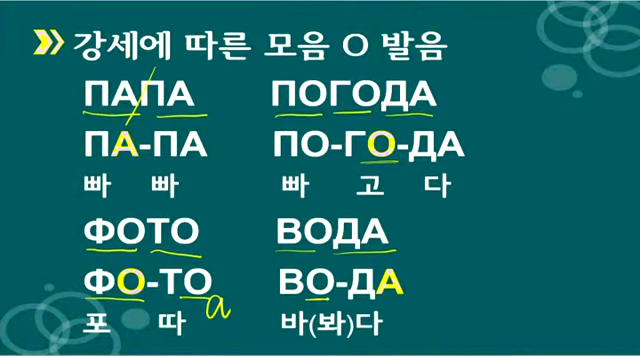 강세에 따른 모음 O 발음
ПАПА ПОГОДА
ПА-ПА ПО-ГО-ДА
빠 빠 빠 고 다
ФОТО ВОДА
ФО-ТО ВО-ДА
a
포 따 바(봐)다